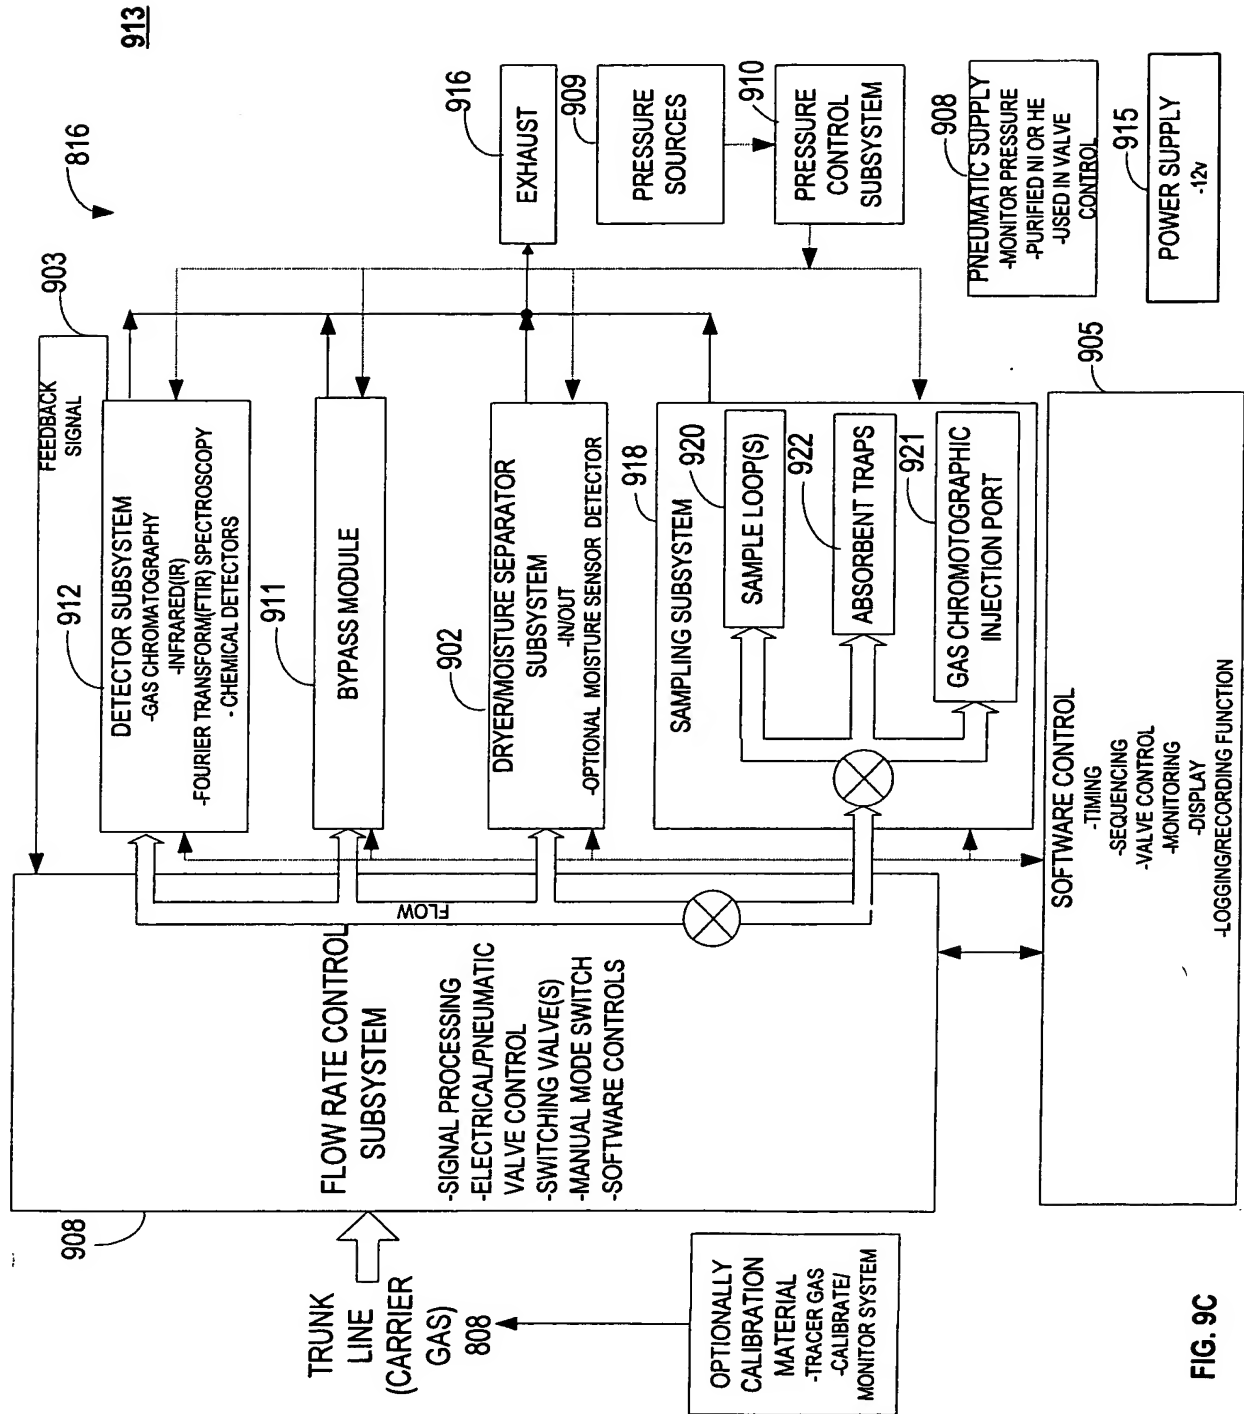 913
816
903
FEEDBACK
SIGNAL
912
DETECTOR SUBSYSTEM
-GAS CHROMATOGRAPHY
-INFRARED(IR)
-FOURIER TRANSFORM(FTIR) SPECTROSCOPY
- CHEMICAL DETECTORS
911
BYPASS MODULE
902
DRYER/MOISTURE SEPARATOR
SUBSYSTEM
-IN/OUT
-OPTIONAL MOISTURE SENSOR DETECTOR
918
SAMPLING SUBSYSTEM
920
SAMPLE LOOP(S)
922
ABSORBENT TRAPS
921
GAS CHROMOTOGRAPHIC
INJECTION PORT
916
EXHAUST
909
PRESSURE
SOURCES
910
PRESSURE
CONTROL
SUBSYSTEM
908
PNEUMATIC SUPPLY
-MONITOR PRESSURE
-PURIFIED NI OR HE
-USED IN VALVE
CONTROL
915
POWER SUPPLY
-12v
905
SOFTWARE CONTROL
-TIMING
-SEQUENCING
-VALVE CONTROL
-MONITORING
-DISPLAY
-LOGGING/RECORDING FUNCTION
908
FLOW RATE CONTROL
SUBSYSTEM
-SIGNAL PROCESSING
-ELECTRICAL/PNEUMATIC
VALVE CONTROL
-SWITCHING VALVE(S)
-MANUAL MODE SWITCH
-SOFTWARE CONTROLS
FLOW
TRUNK
LINE
(CARRIER
GAS)
808
OPTIONALLY
CALIBRATION
MATERIAL
-TRACER GAS
-CALIBRATE/
MONITOR SYSTEM
FIG. 9C